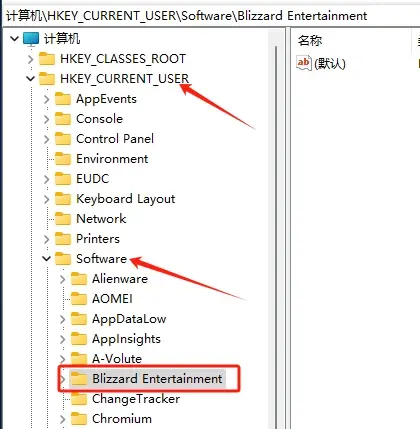 计算机\HKEY_CURRENT_USER\Software\Blizzard Entertainment
计算机
HKEY_CLASSES_ROOT
HKEY_CURRENT_USER
AppEvents
Console
Control Panel
Environment
EUDC
Keyboard Layout
Network
Printers
Software
Alienware
AOMEI
AppDataLow
AppInsights
A-Volute
Blizzard Entertainment
ChangeTracker
Chromium
名称
ab(默认)